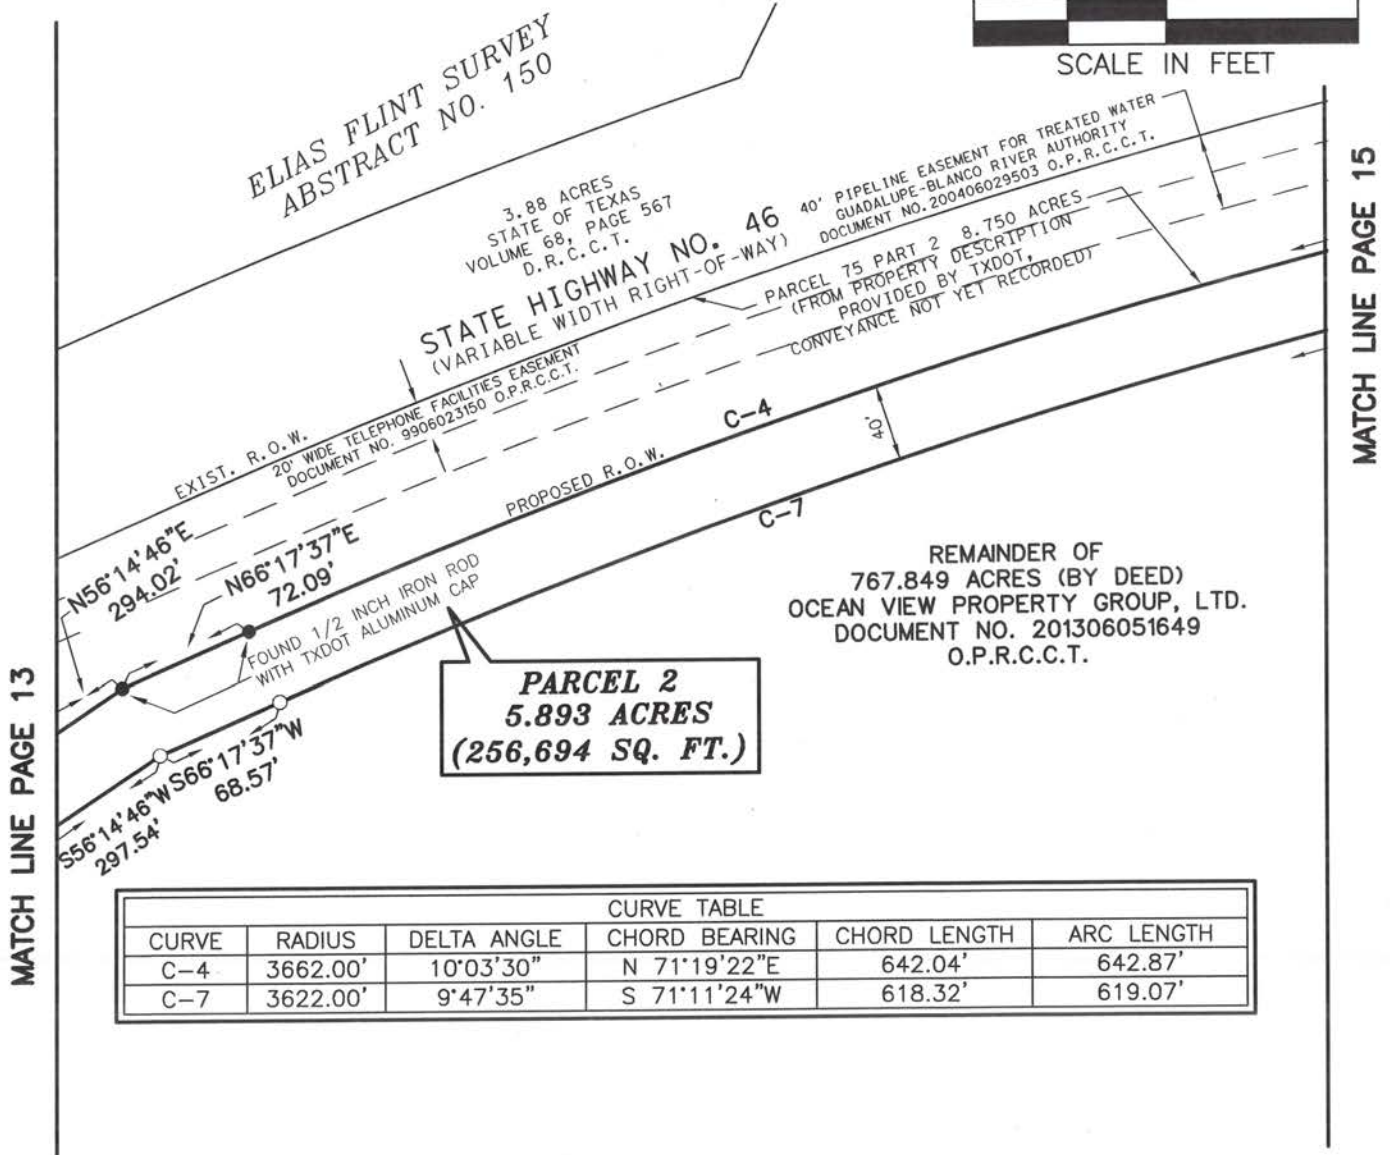 SCALE IN FEET
ELIAS FLINT SURVEY
ABSTRACT NO. 150
3.88 ACRES
STATE OF TEXAS
VOLUME 68, PAGE 567
D.R.C.C.T.
STATE HIGHWAY NO. 46
(VARIABLE WIDTH RIGHT-OF-WAY)
40' PIPELINE EASEMENT FOR TREATED WATER
GUADALUPE-BLANCO RIVER AUTHORITY
DOCUMENT NO. 200406029503 O.P.R.C.C.T.
PARCEL 75 PART 2 8.750 ACRES
(FROM PROPERTY DESCRIPTION
PROVIDED BY TXDOT,
CONVEYANCE NOT YET RECORDED)
MATCH LINE PAGE 15
EXIST. R.O.W.
20' WIDE TELEPHONE FACILITIES EASEMENT
DOCUMENT NO. 9906023150 O.P.R.C.C.T.
PROPOSED R.O.W.
C-4
40'
C-7
N56°14'46"E
294.02'
N66°17'37"E
72.09'
FOUND 1/2 INCH IRON ROD
WITH TXDOT ALUMINUM CAP
REMAINDER OF
767.849 ACRES (BY DEED)
OCEAN VIEW PROPERTY GROUP, LTD.
DOCUMENT NO. 201306051649
O.P.R.C.C.T.
PARCEL 2
5.893 ACRES
(256,694 SQ. FT.)
S66°17'37"W
68.57'
S56°14'46"W
297.54'
MATCH LINE PAGE 13
CURVE TABLE
CURVE RADIUS DELTA ANGLE CHORD BEARING CHORD LENGTH ARC LENGTH
C-4 3662.00' 10°03'30" N 71°19'22"E 642.04' 642.87'
C-7 3622.00' 9°47'35" S 71°11'24"W 618.32' 619.07'